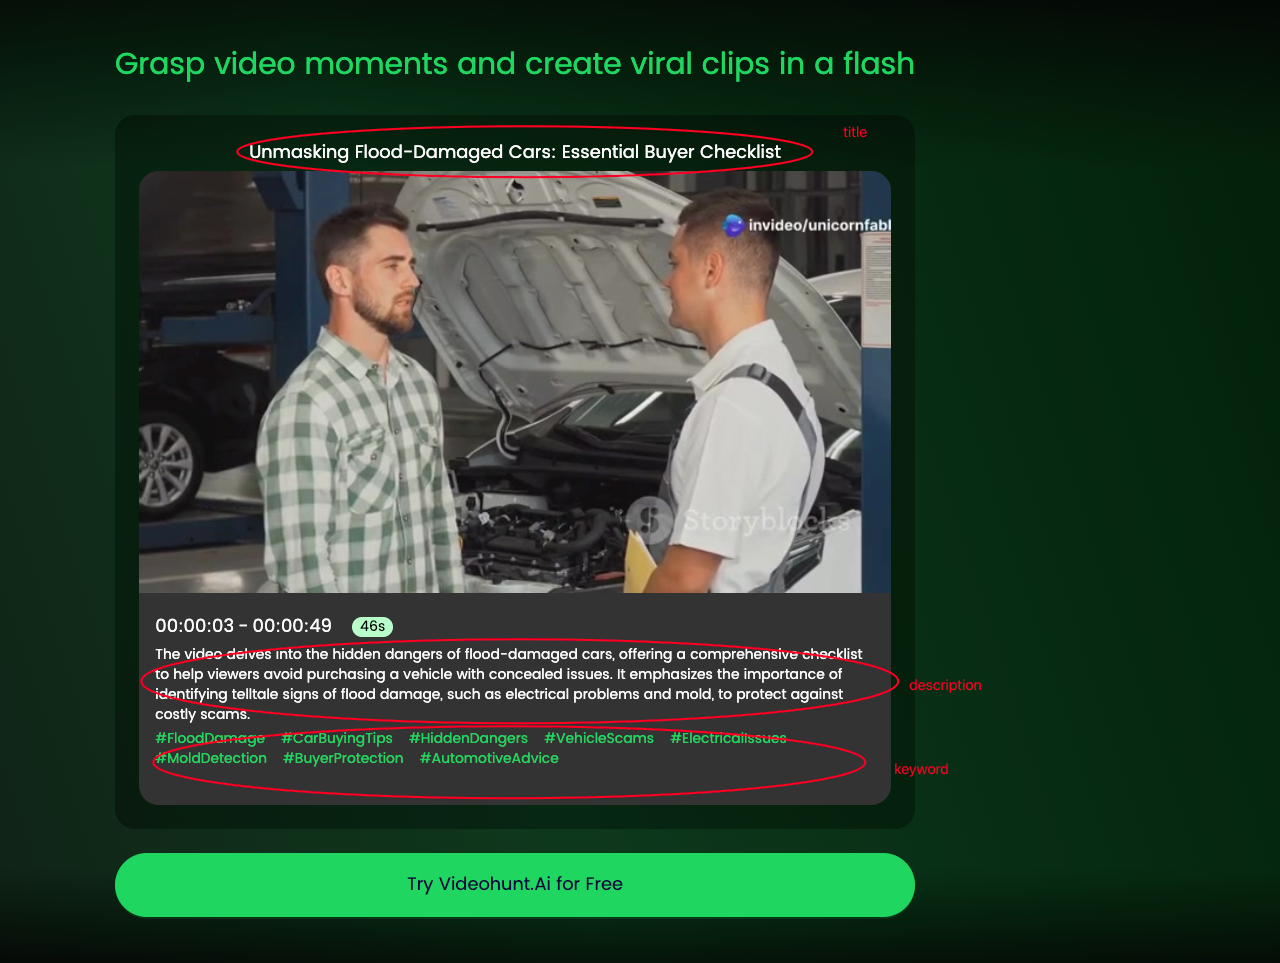 Grasp video moments and create viral clips in a flash
title
Unmasking Flood-Damaged Cars: Essential Buyer Checklist
invideo/unicornfabl
Storyblocks
00:00:03 - 00:00:49 46s
The video delves into the hidden dangers of flood-damaged cars, offering a comprehensive checklist
to help viewers avoid purchasing a vehicle with concealed issues. It emphasizes the importance of
identifying telltale signs of flood damage, such as electrical problems and mold, to protect against
costly scams.
description
#FloodDamage #CarBuyingTips #HiddenDangers #VehicleScams #ElectricalIssues
#MoldDetection #BuyerProtection #AutomotiveAdvice
keyword
Try Videohunt.Ai for Free